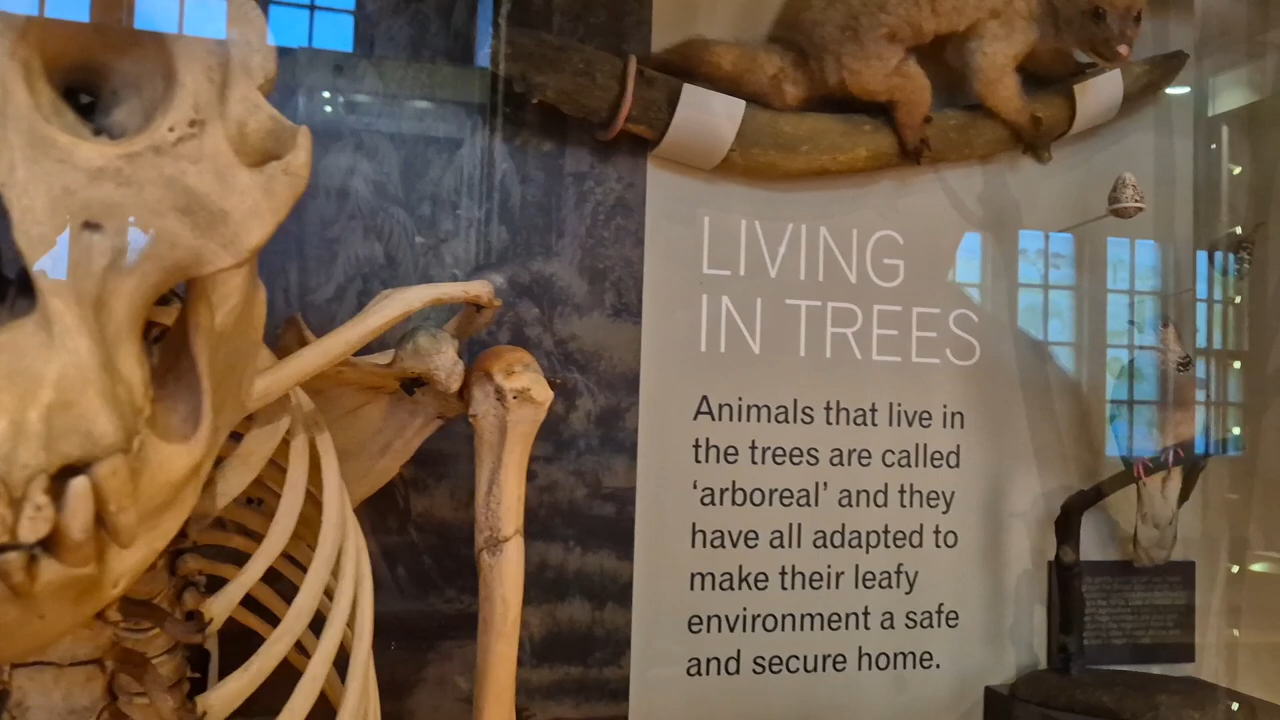 LIVING
IN TREES
Animals that live in
the trees are called
‘arboreal’ and they
have all adapted to
make their leafy
environment a safe
and secure home.